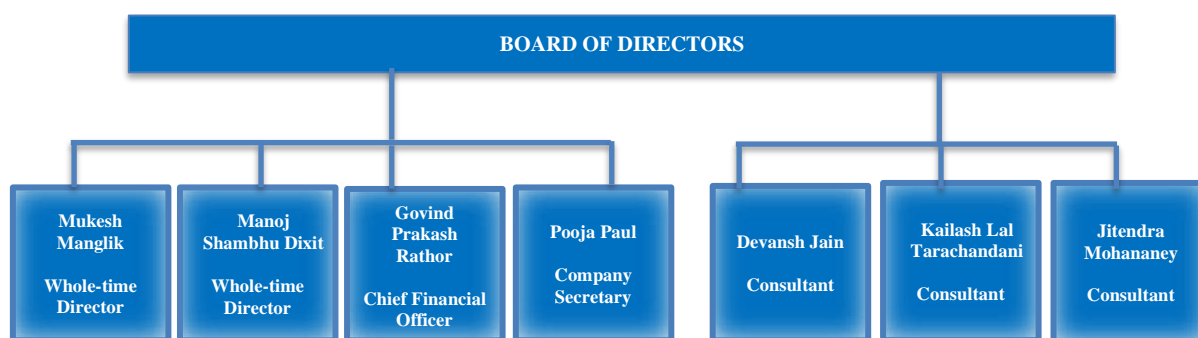 BOARD OF DIRECTORS
Mukesh
Manglik
Whole-time
Director
Manoj
Shambhu Dixit
Whole-time
Director
Govind
Prakash
Rathor
Chief Financial
Officer
Pooja Paul
Company
Secretary
Devansh Jain
Consultant
Kailash Lal
Tarachandani
Consultant
Jitendra
Mohananey
Consultant